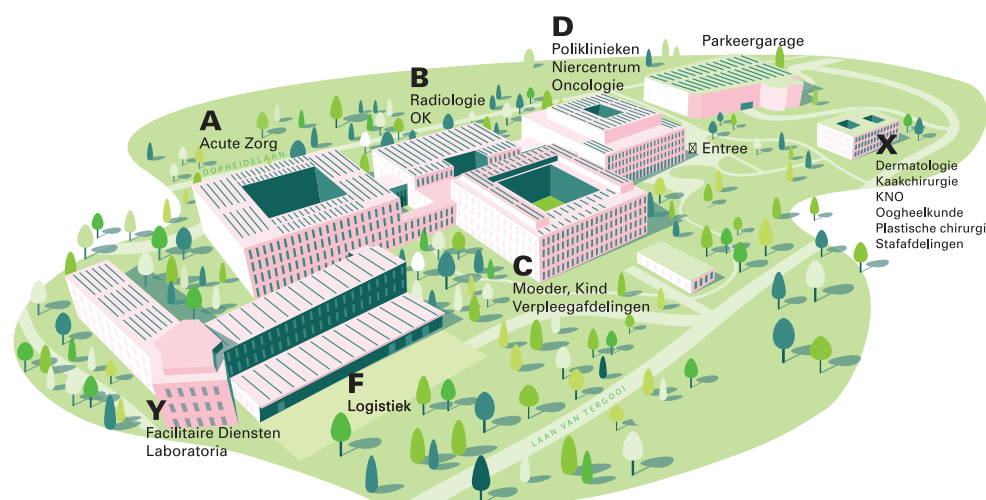 D
Poliklinieken
Niercentrum
Oncologie
Parkeergarage
B
Radiologie
OK
A
Acute Zorg
DOPHEIDELAAN
Entree
X
Dermatologie
Kaakchirurgie
KNO
Oogheelkunde
Plastische chirurgi
Stafafdelingen
C
Moeder, Kind
Verpleegafdelingen
F
Logistiek
Y
Facilitaire Diensten
Laboratoria
LAAN VAN TERGOOI